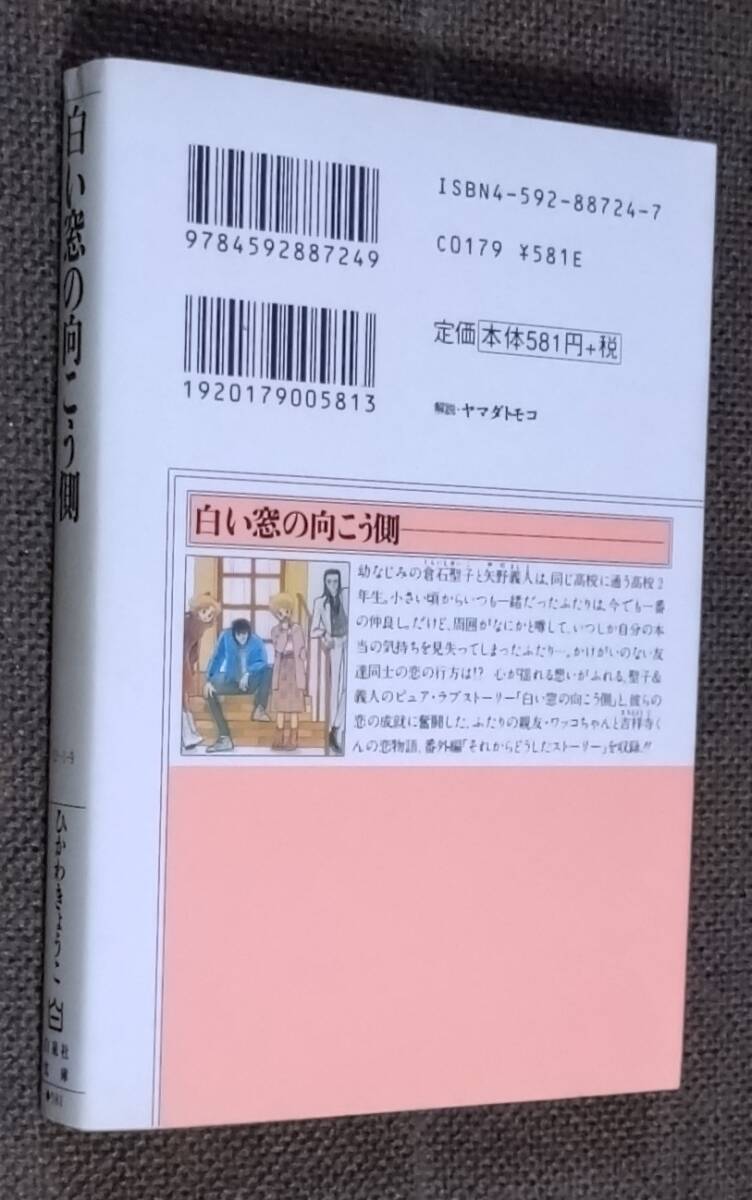 白い窓の向こう側
ひかわきょうこ
白泉社
文庫
ISBN4-592-88724-7
9784592887249
C0179 ¥581E
定価 本体581円+税
1920179005813
解説・ヤマダトモコ
白い窓の向こう側
幼なじみの倉石聖子と矢野義人は、同じ高校に通う高校2
年生。小さい頃からいつも一緒だったふたりは、今でも一番
の仲良し。だけど、周囲がなにかと噂して、いつしか自分の本
当の気持ちを見失ってしまったふたり…。かけがいのない友
達同士の恋の行方は!? 心が揺れる想いがふれる、聖子&
義人のピュア・ラブストーリー「白い窓の向こう側」と、彼らの
恋の成就に奮闘した、ふたりの親友・ワッコちゃんと吉祥寺く
んの恋物語、番外編「それからどうしたストーリー」を収録!!